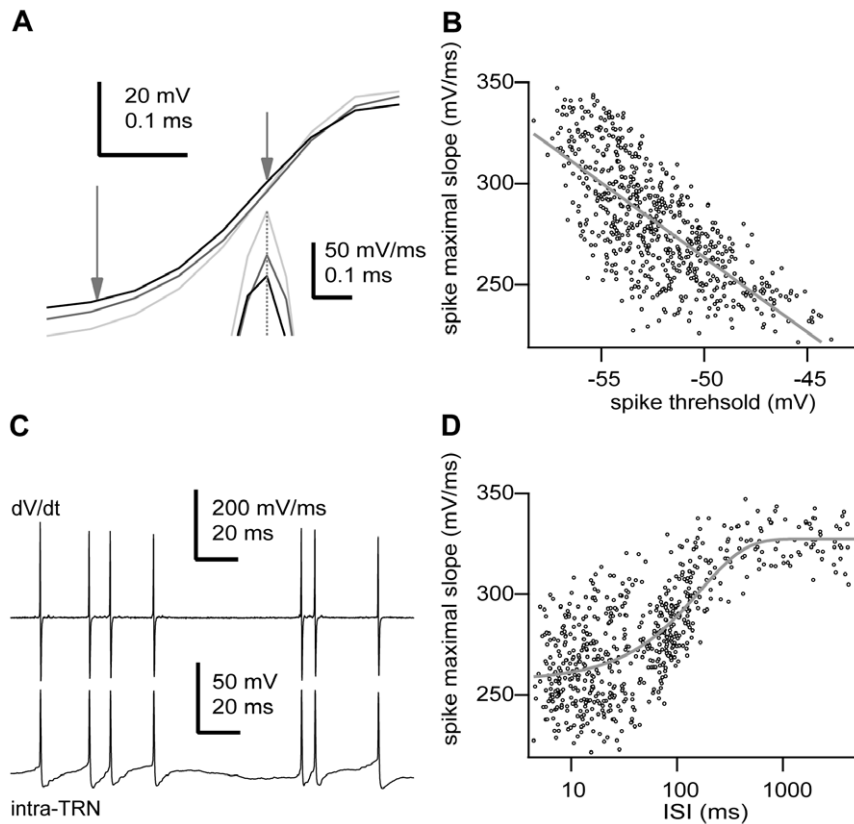 A
20 mV
0.1 ms
50 mV/ms
0.1 ms
B
spike maximal slope (mV/ms)
350
300
250
-55
-50
-45
spike threhsold (mV)
C
dV/dt
200 mV/ms
20 ms
50 mV
20 ms
intra-TRN
D
spike maximal slope (mV/ms)
350
300
250
10
100
1000
ISI (ms)